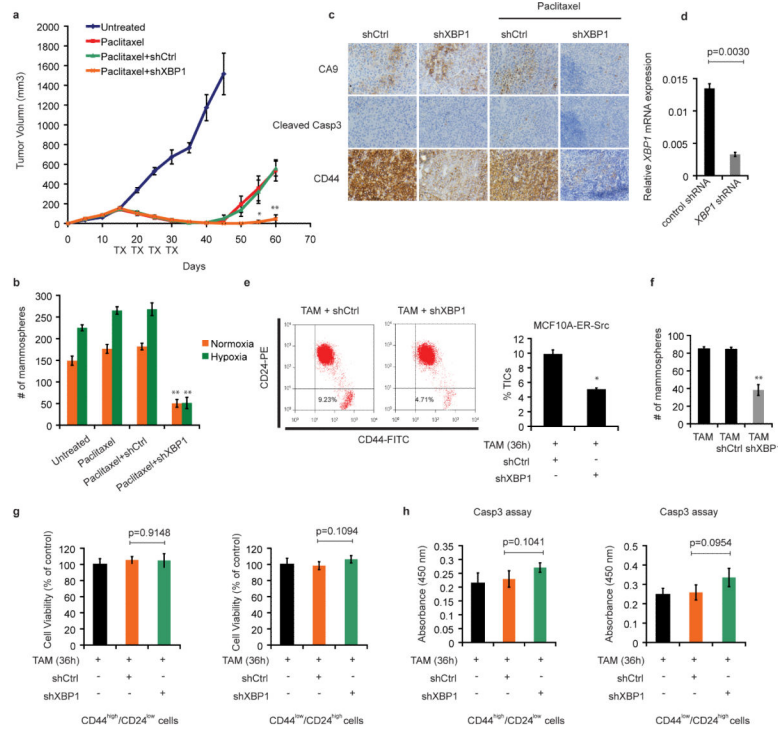 a
Untreated
Paclitaxel
Paclitaxel+shCtrl
Paclitaxel+shXBP1
Tumor Volumn (mm3)
2000
1800
1600
1400
1200
1000
800
600
400
200
0
0 10 20 30 40 50 60 70
TX TX TX TX
* **
Days
c
Paclitaxel
shCtrl shXBP1 shCtrl shXBP1
CA9
Cleaved Casp3
CD44
d
p=0.0030
Relative XBP1 mRNA expression
0.015
0.01
0.005
0
control shRNA
XBP1 shRNA
b
# of mammospheres
300
250
200
150
100
50
0
Normoxia
Hypoxia
** **
Untreated
Paclitaxel
Paclitaxel+shCtrl
Paclitaxel+shXBP1
e
TAM + shCtrl TAM + shXBP1
CD24-PE
9.23% 4.71%
CD44-FITC
MCF10A-ER-Src
% TICs
12
10
8
6
4
2
0
*
TAM (36h) + +
shCtrl + -
shXBP1 - +
f
# of mammospheres
100
80
60
40
20
0
**
TAM TAM TAM
shCtrl shXBP1
g
p=0.9148
Cell Viability (% of control)
120
100
80
60
40
20
0
TAM (36h) + + +
shCtrl - + -
shXBP1 - - +
CD44high/CD24low cells
p=0.1094
Cell Viability (% of control)
120
100
80
60
40
20
0
TAM (36h) + + +
shCtrl - + -
shXBP1 - - +
CD44low/CD24high cells
h
Casp3 assay
p=0.1041
Absorbance (450 nm)
0.35
0.3
0.25
0.2
0.15
0.1
0.05
0
TAM (36h) + + +
shCtrl - + -
shXBP1 - - +
CD44high/CD24low cells
Casp3 assay
p=0.0954
Absorbance (450 nm)
0.5
0.4
0.3
0.2
0.1
0
TAM (36h) + + +
shCtrl - + -
shXBP1 - - +
CD44low/CD24high cells